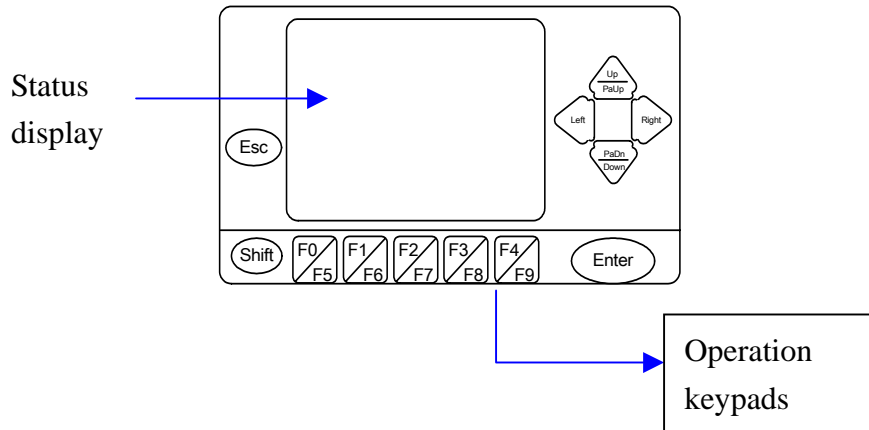 Status
display
Up
PaUp
Left
Right
PaDn
Down
Esc
Shift
F0
F5
F1
F6
F2
F7
F3
F8
F4
F9
Enter
Operation
keypads